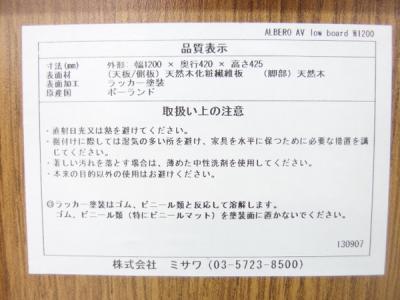 ALBERO AV low board W1200
品質表示
寸法(mm) 外形: 幅1200 × 奥行420 × 高さ425
表面材 (天板/側板) 天然木化粧繊維板 (脚部) 天然木
表面加工 ラッカー塗装
原産国 ポーランド
取扱い上の注意
・直射日光又は熱を避けてください。
・据付けに際しては湿気の多い所を避け、家具を水平に保つために必要な措置を講
じてください。
・著しい汚れを落とす場合は、薄めた中性洗剤を使用してください。
・本来の目的以外の使用はお避けください。
◎ラッカー塗装はゴム、ビニール類と反応して溶解します。
ゴム、ビニール類(特にビニールマット)を塗装面に置かないでください。
130907
株式会社 ミサワ(03-5723-8500)